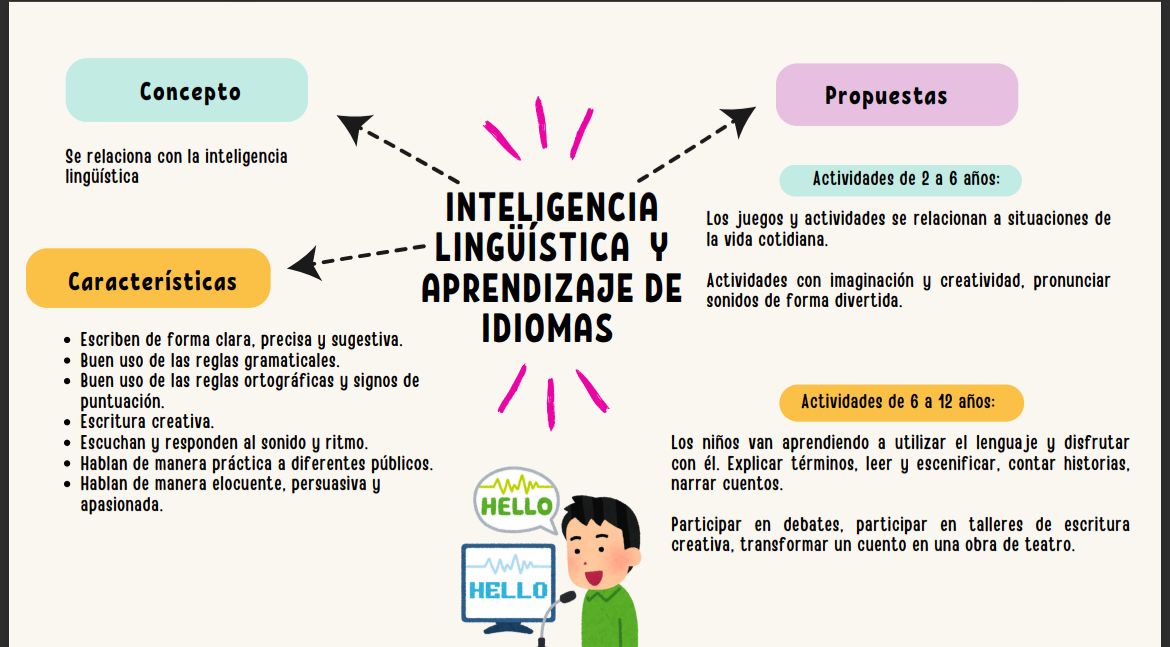 Concepto
Se relaciona con la inteligencia
lingüística
Características
Escriben de forma clara, precisa y sugestiva.
Buen uso de las reglas gramaticales.
Buen uso de las reglas ortográficas y signos de
puntuación.
Escritura creativa.
Escuchan y responden al sonido y ritmo.
Hablan de manera práctica a diferentes públicos.
Hablan de manera elocuente, persuasiva y
apasionada.
INTELIGENCIA
LINGÜÍSTICA Y
APRENDIZAJE DE
IDIOMAS
HELLO
HELLO
Propuestas
Actividades de 2 a 6 años:
Los juegos y actividades se relacionan a situaciones de
la vida cotidiana.
Actividades con imaginación y creatividad, pronunciar
sonidos de forma divertida.
Actividades de 6 a 12 años:
Los niños van aprendiendo a utilizar el lenguaje y disfrutar
con él. Explicar términos, leer y escenificar, contar historias,
narrar cuentos.
Participar en debates, participar en talleres de escritura
creativa, transformar un cuento en una obra de teatro.